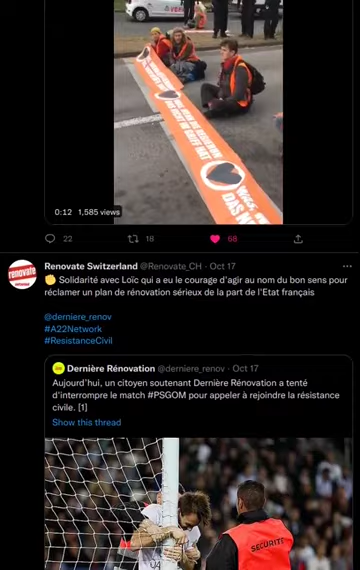 WAS, W
DAS N
0:12 1,585 views
22 18 68
renovate
Renovate Switzerland @Renovate_CH · Oct 17
👏 Solidarité avec Loïc qui a eu le courage d'agir au nom du bon sens pour
réclamer un plan de rénovation sérieux de la part de l'Etat français
@derniere_renov
#A22Network
#ResistanceCivil
Dernière Rénovation @derniere_renov · Oct 17
Aujourd'hui, un citoyen soutenant Dernière Rénovation a tenté
d'interrompre le match #PSGOM pour appeler à rejoindre la résistance
civile. [1]
Show this thread
SÉCURITÉ